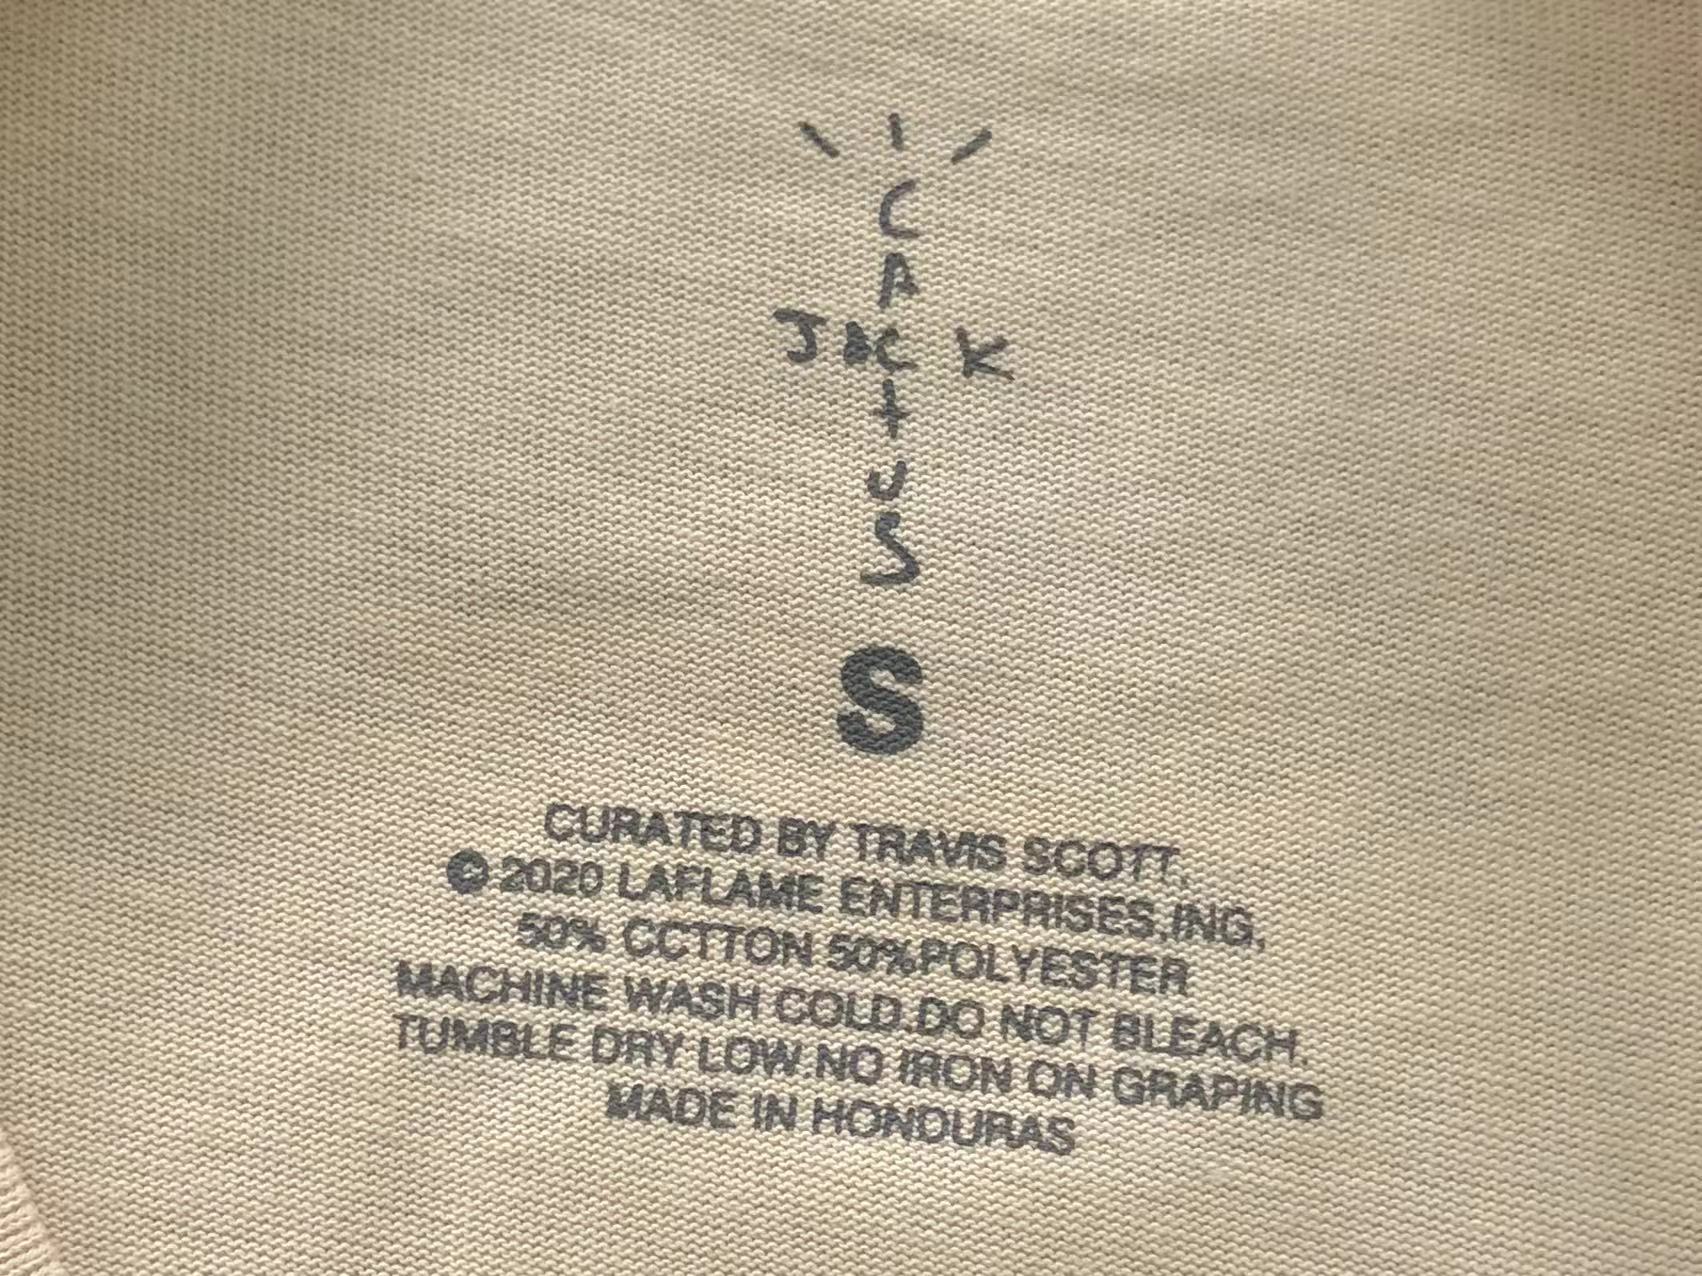 CACTUS
JACK
S
CURATED BY TRAVIS SCOTT.
© 2020 LAFLAME ENTERPRISES,ING,
50% CCTTON 50%POLYESTER
MACHINE WASH COLD.DO NOT BLEACH.
TUMBLE DRY LOW.NO IRON ON GRAPING
MADE IN HONDURAS